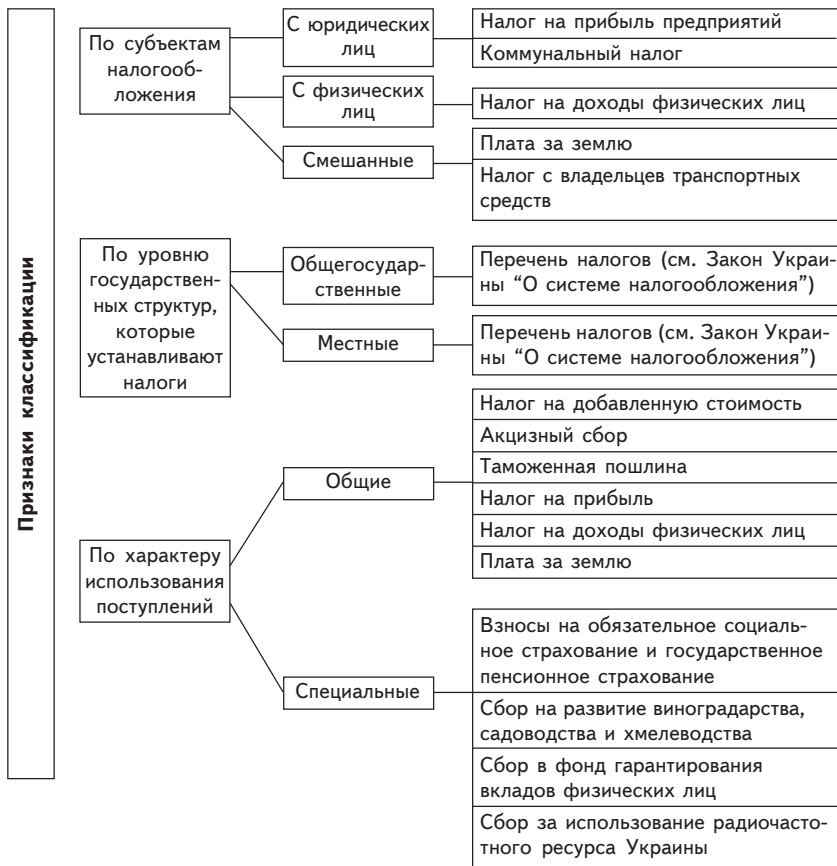 Признаки классификации
По субъектам
налогооб-
ложения
С юридических
лиц
Налог на прибыль предприятий
Коммунальный налог
С физических
лиц
Налог на доходы физических лиц
Смешанные
Плата за землю
Налог с владельцев транспортных
средств
По уровню
государствен-
ных структур,
которые
устанавливают
налоги
Общегосудар-
ственные
Перечень налогов (см. Закон Украи-
ны “О системе налогообложения”)
Местные
Перечень налогов (см. Закон Украи-
ны “О системе налогообложения”)
По характеру
использования
поступлений
Общие
Налог на добавленную стоимость
Акцизный сбор
Таможенная пошлина
Налог на прибыль
Налог на доходы физических лиц
Плата за землю
Специальные
Взносы на обязательное социаль-
ное страхование и государственное
пенсионное страхование
Сбор на развитие виноградарства,
садоводства и хмелеводства
Сбор в фонд гарантирования
вкладов физических лиц
Сбор за использование радиочасто-
тного ресурса Украины